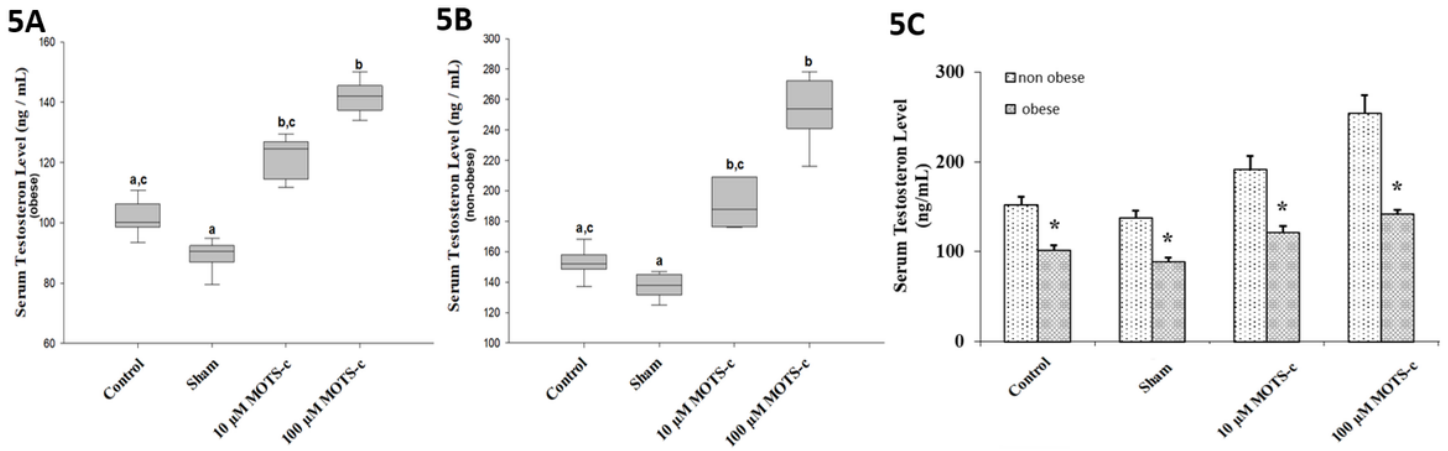 5A
Serum Testosteron Level (ng / mL)
(obese)
160
140
120
100
80
60
a,c
a
b,c
b
Control
Sham
10 µM MOTS-c
100 µM MOTS-c
5B
Serum Testosteron Level (ng / mL)
(non-obese)
300
280
260
240
220
200
180
160
140
120
100
a,c
a
b,c
b
Control
Sham
10 µM MOTS-c
100 µM MOTS-c
5C
Serum Testosteron Level
(ng/mL)
300
200
100
0
non obese
obese
*
*
*
*
Control
Sham
10 µM MOTS-c
100 µM MOTS-c